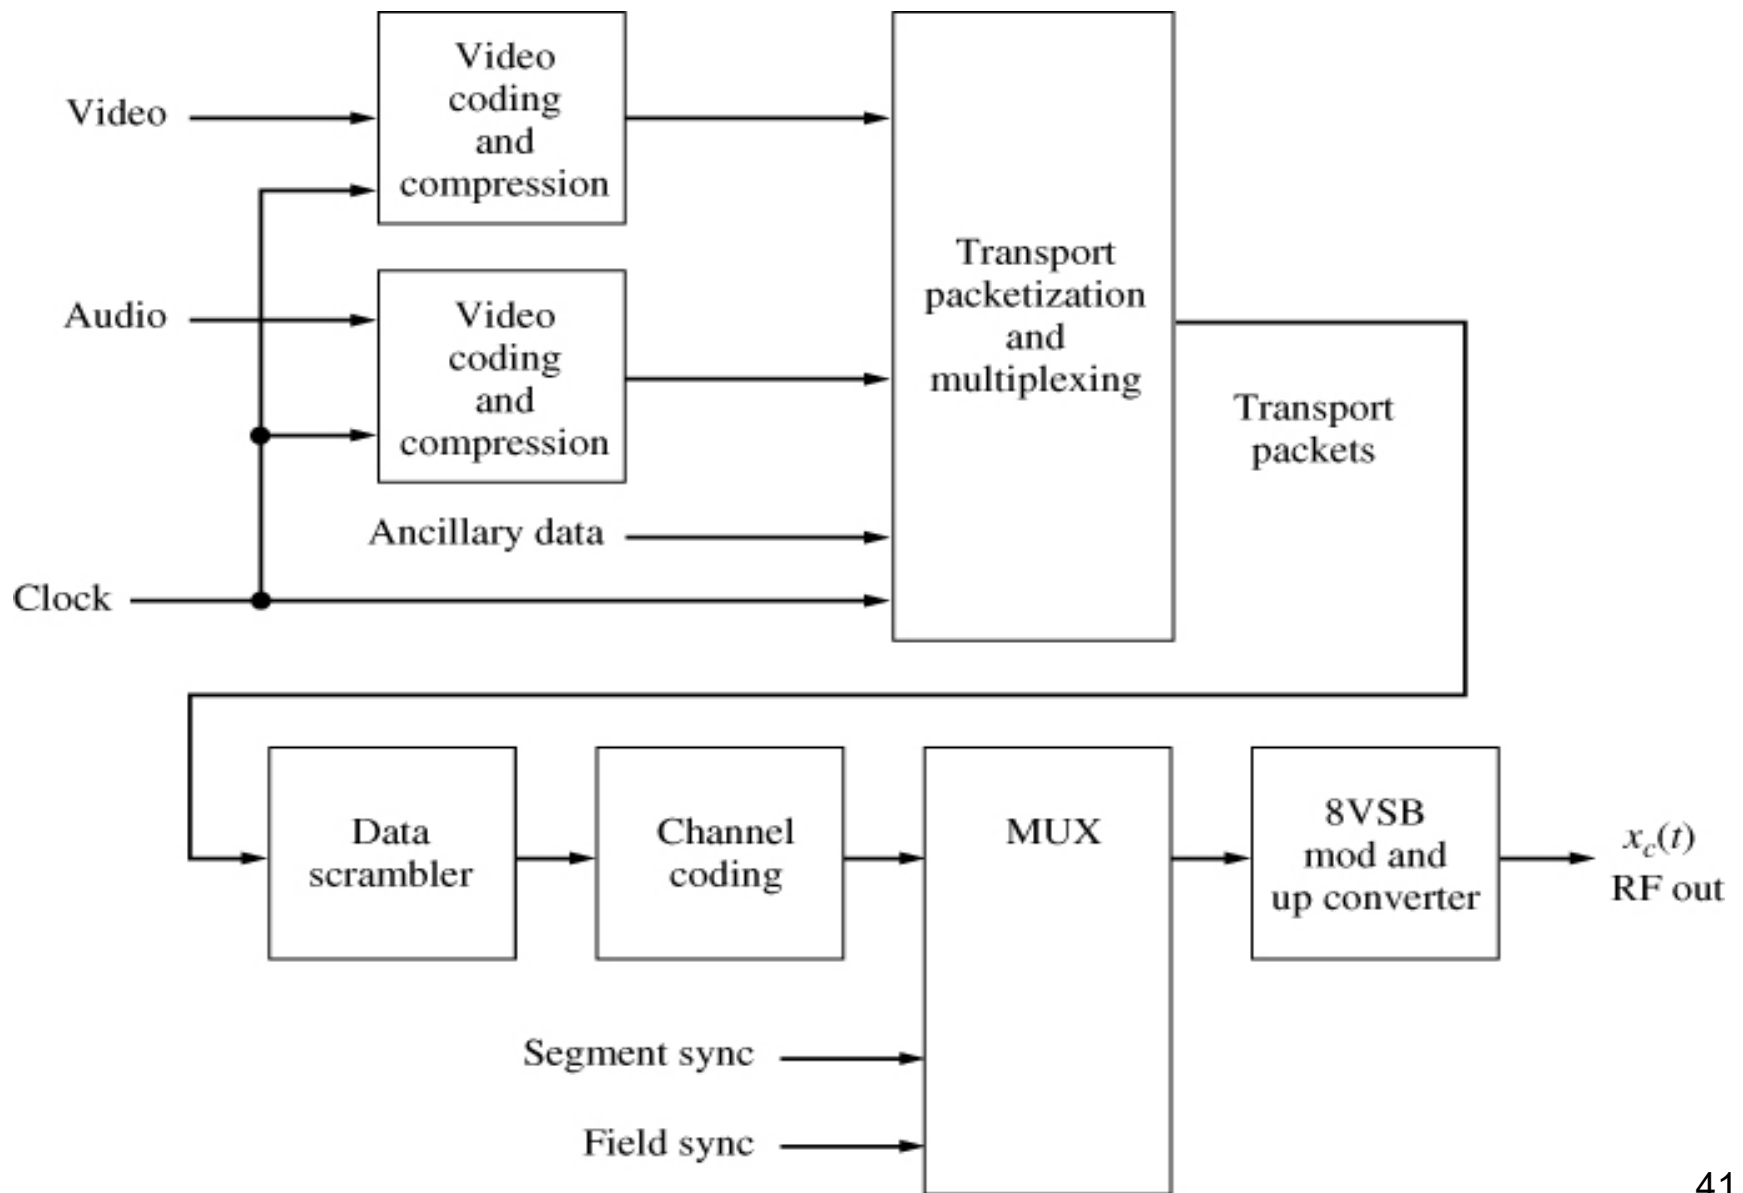 Video
Video
coding
and
compression
Audio
Video
coding
and
compression
Transport
packetization
and
multiplexing
Transport
packets
Ancillary data
Clock
Data
scrambler
Channel
coding
MUX
8VSB
mod and
up converter
x_c(t)
RF out
Segment sync
Field sync
41